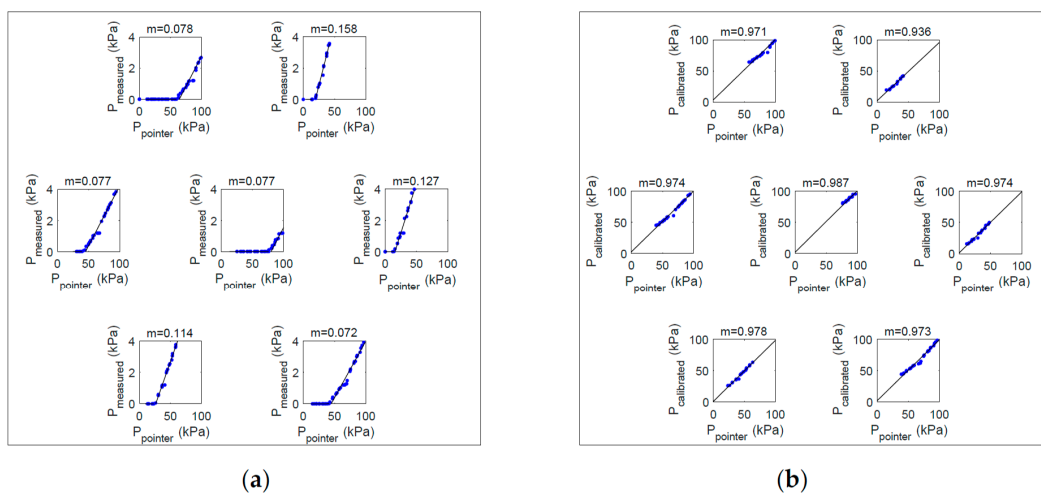 m=0.078
m=0.158
P measured (kPa)
4
2
0
0 50 100
P pointer (kPa)
P measured (kPa)
4
2
0
0 50 100
P pointer (kPa)
m=0.077
m=0.077
m=0.127
P measured (kPa)
4
2
0
0 50 100
P pointer (kPa)
P measured (kPa)
4
2
0
0 50 100
P pointer (kPa)
P measured (kPa)
4
2
0
0 50 100
P pointer (kPa)
m=0.114
m=0.072
P measured (kPa)
4
2
0
0 50 100
P pointer (kPa)
P measured (kPa)
4
2
0
0 50 100
P pointer (kPa)
(a)
m=0.971
m=0.936
P calibrated (kPa)
100
50
0
0 50 100
P pointer (kPa)
P calibrated (kPa)
100
50
0
0 50 100
P pointer (kPa)
m=0.974
m=0.987
m=0.974
P calibrated (kPa)
100
50
0
0 50 100
P pointer (kPa)
P calibrated (kPa)
100
50
0
0 50 100
P pointer (kPa)
P calibrated (kPa)
100
50
0
0 50 100
P pointer (kPa)
m=0.978
m=0.973
P calibrated (kPa)
100
50
0
0 50 100
P pointer (kPa)
P calibrated (kPa)
100
50
0
0 50 100
P pointer (kPa)
(b)